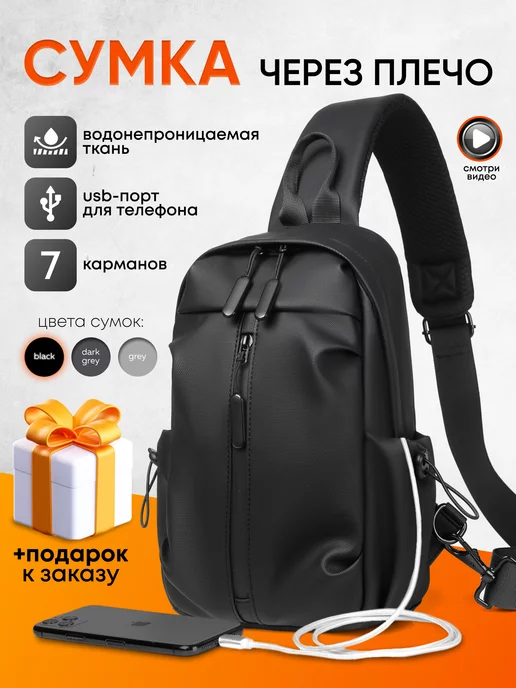 СУМКА ЧЕРЕЗ ПЛЕЧО
водонепроницаемая
ткань
смотри
видео
usb-порт
для телефона
7 карманов
цвета сумок:
black
dark
grey
grey
+подарок
к заказу